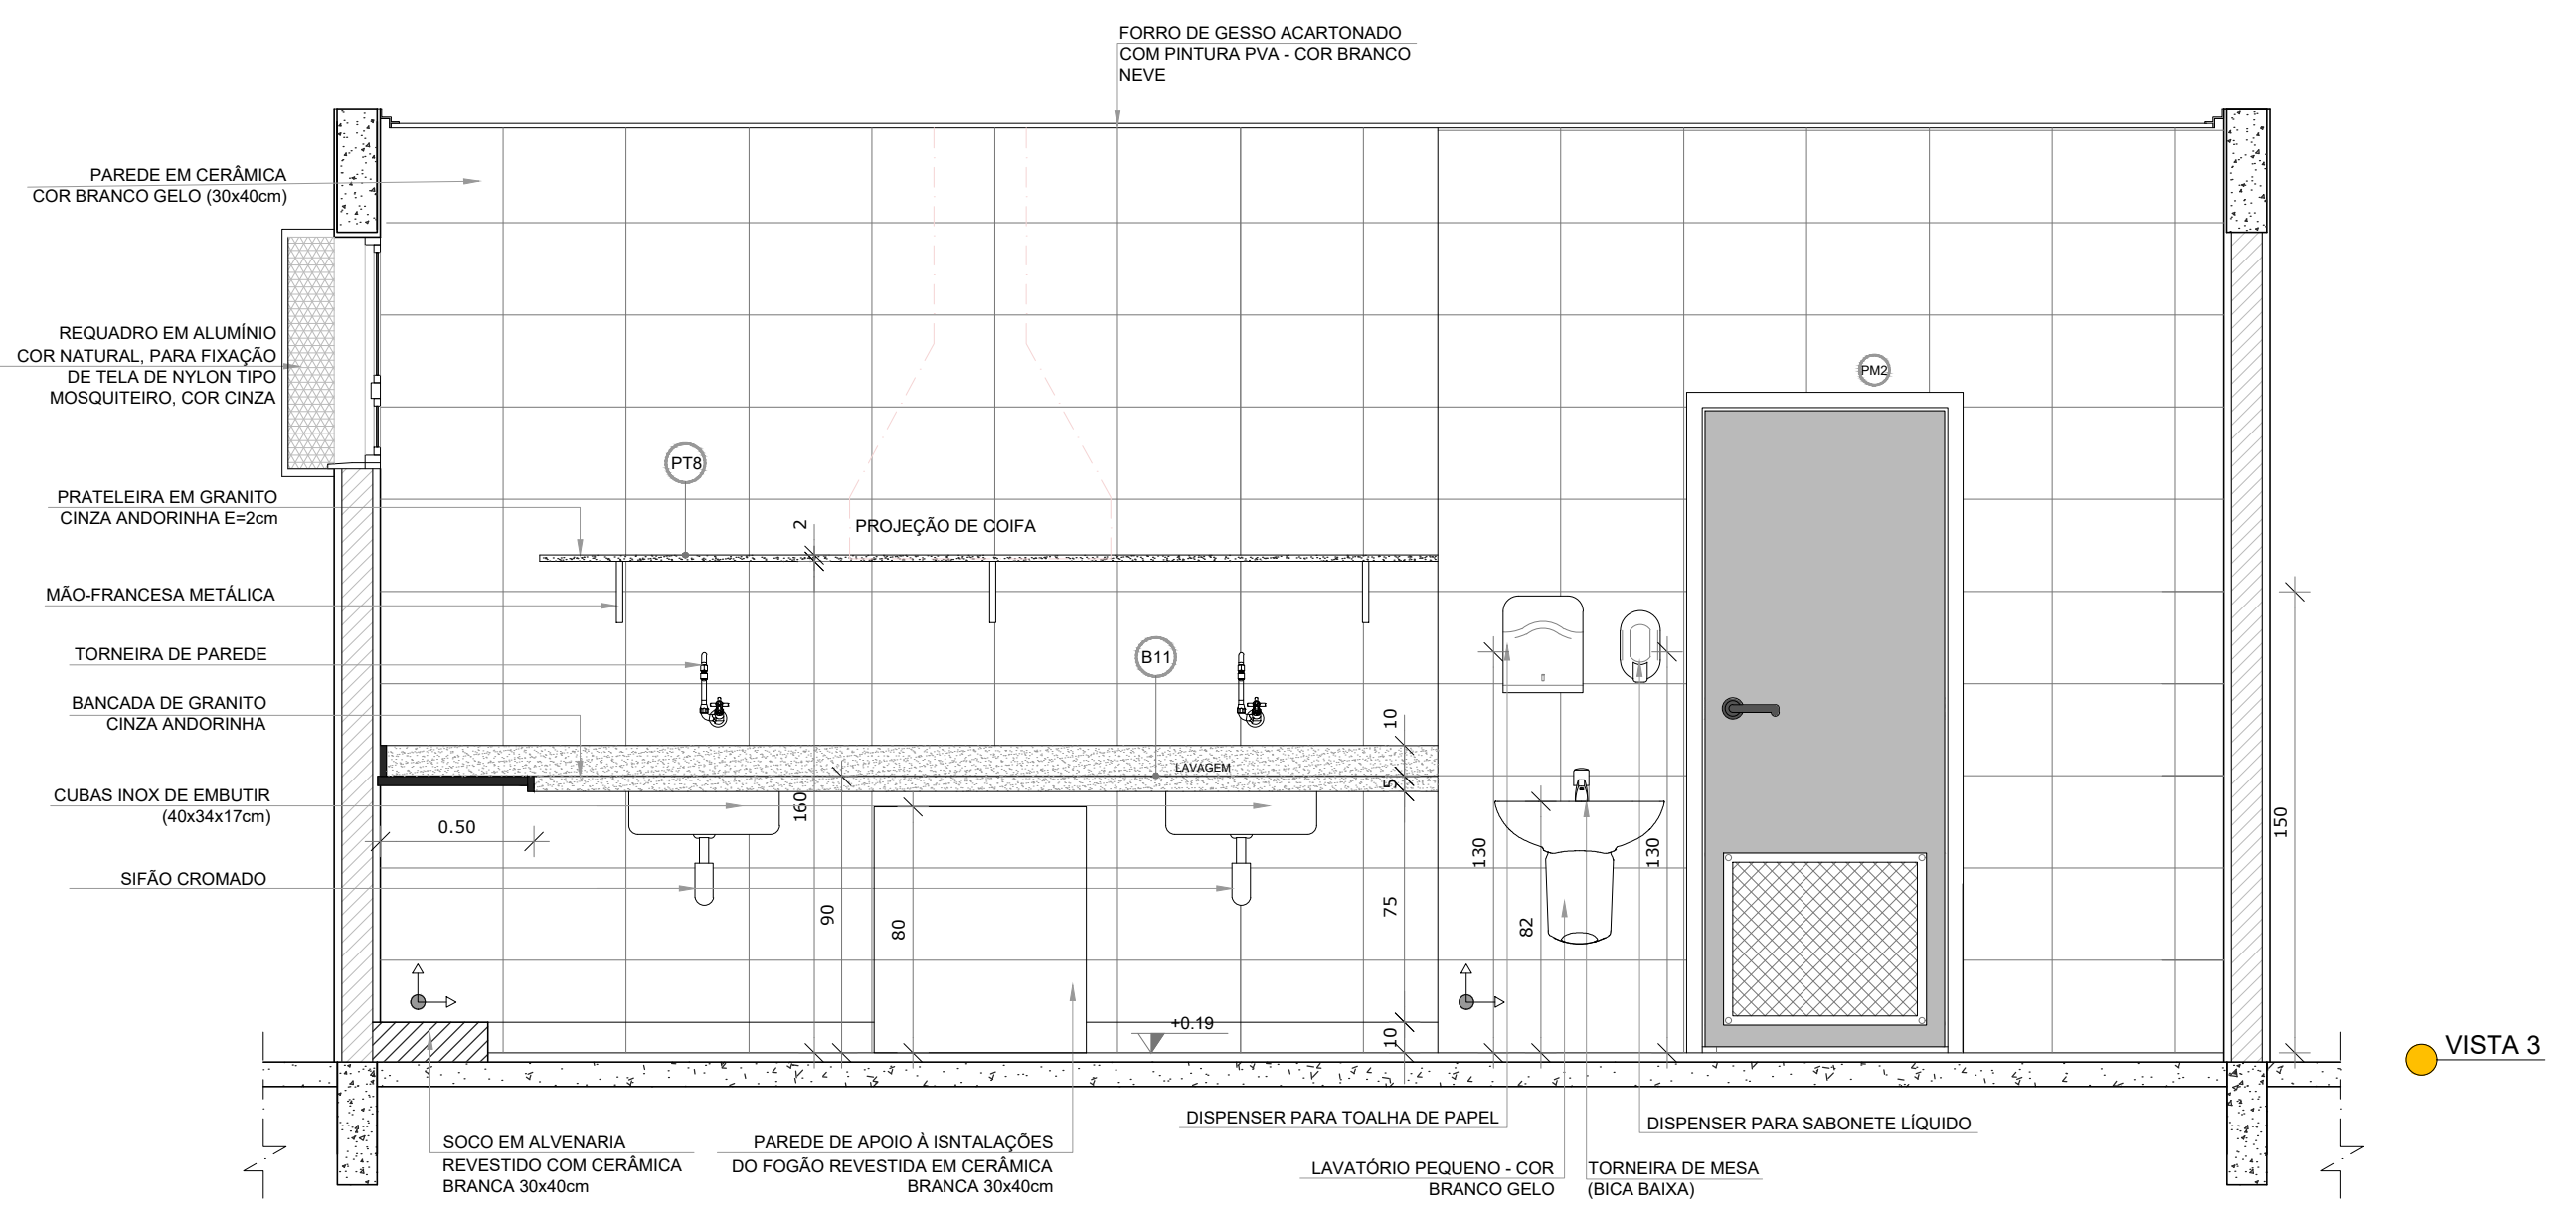 FORRO DE GESSO ACARTONADO
COM PINTURA PVA - COR BRANCO
NEVE
PAREDE EM CERÂMICA
COR BRANCO GELO (30x40cm)
REQUADRO EM ALUMÍNIO
COR NATURAL, PARA FIXAÇÃO
DE TELA DE NYLON TIPO
MOSQUITEIRO, COR CINZA
PM2
PT8
PRATELEIRA EM GRANITO
CINZA ANDORINHA E=2cm
2
PROJEÇÃO DE COIFA
MÃO-FRANCESA METÁLICA
TORNEIRA DE PAREDE
B11
BANCADA DE GRANITO
CINZA ANDORINHA
10
LAVAGEM
5
CUBAS INOX DE EMBUTIR
(40x34x17cm)
160
0.50
150
130
130
SIFÃO CROMADO
90
80
75
82
+0.19
10
VISTA 3
DISPENSER PARA TOALHA DE PAPEL
DISPENSER PARA SABONETE LÍQUIDO
SOCO EM ALVENARIA
REVESTIDO COM CERÂMICA
BRANCA 30x40cm
PAREDE DE APOIO À ISNTALAÇÕES
DO FOGÃO REVESTIDA EM CERÂMICA
BRANCA 30x40cm
LAVATÓRIO PEQUENO - COR
BRANCO GELO
TORNEIRA DE MESA
(BICA BAIXA)